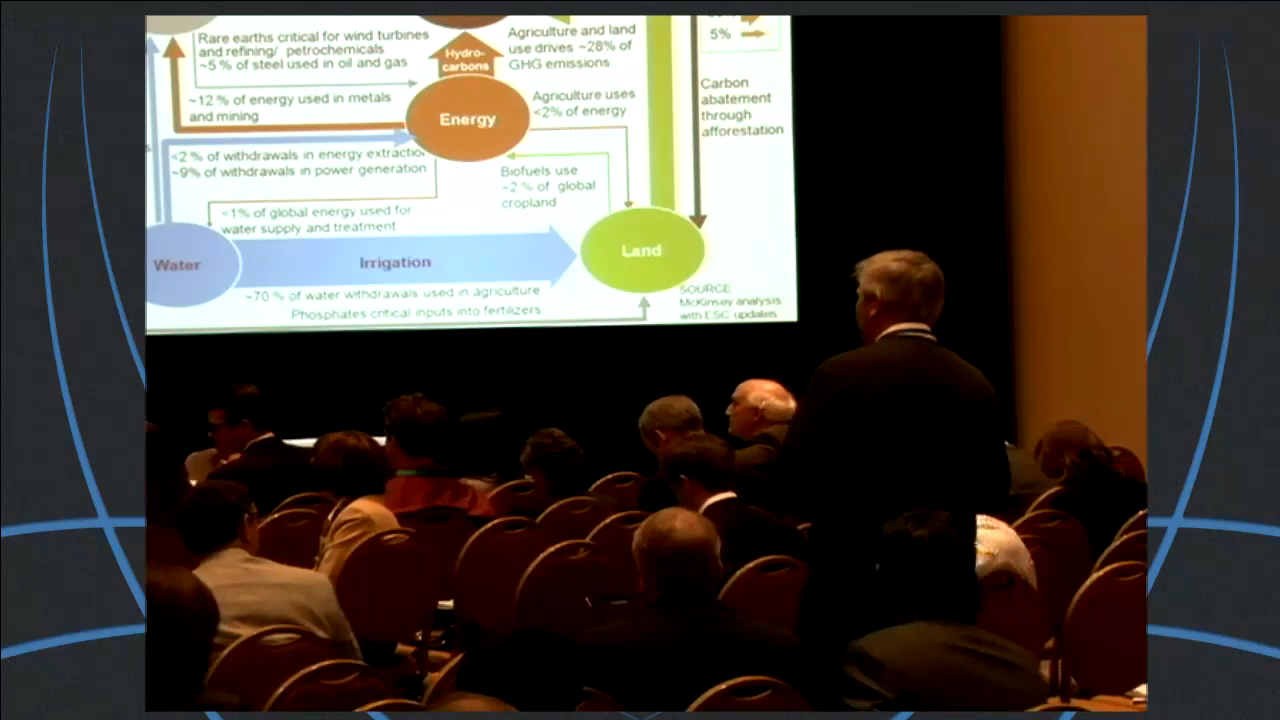 Rare earths critical for wind turbines
and refining/ petrochemicals
~5 % of steel used in oil and gas
Hydro-
carbons
Agriculture and land
use drives ~28% of
GHG emissions
5%
~12 % of energy used in metals
and mining
Energy
Agriculture uses
<2% of energy
Carbon
abatement
through
afforestation
<2 % of withdrawals in energy extraction
~9% of withdrawals in power generation
Biofuels use
~2 % of global
cropland
<1% of global energy used for
water supply and treatment
Water
Irrigation
Land
~70 % of water withdrawals used in agriculture
Phosphates critical inputs into fertilizers
SOURCE:
McKinsey analysis
with ESC updates